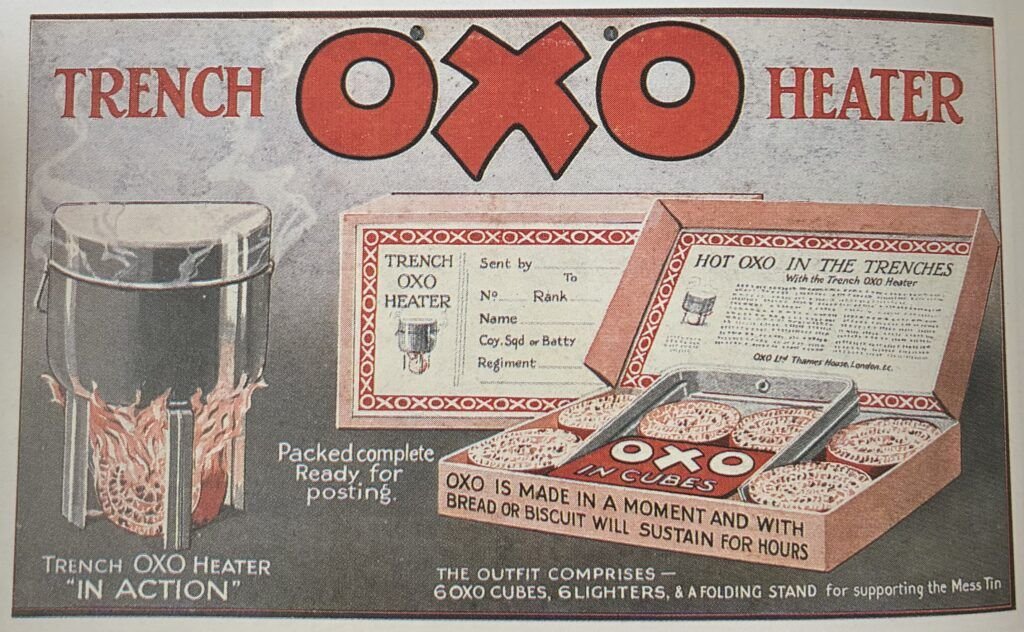 TRENCH OXO HEATER
TRENCH
OXO
HEATER
Sent by
To
No Rank
Name
Coy. Sqd or Batty
Regiment
HOT OXO IN THE TRENCHES
With the Trench OXO Heater
OXO Ltd Thames House, London. E.C.
Packed complete
Ready for
posting.
OXO
IN CUBES
OXO IS MADE IN A MOMENT AND WITH
BREAD OR BISCUIT WILL SUSTAIN FOR HOURS
TRENCH OXO HEATER
"IN ACTION"
THE OUTFIT COMPRISES —
6 OXO CUBES, 6 LIGHTERS, & A FOLDING STAND for supporting the Mess Tin